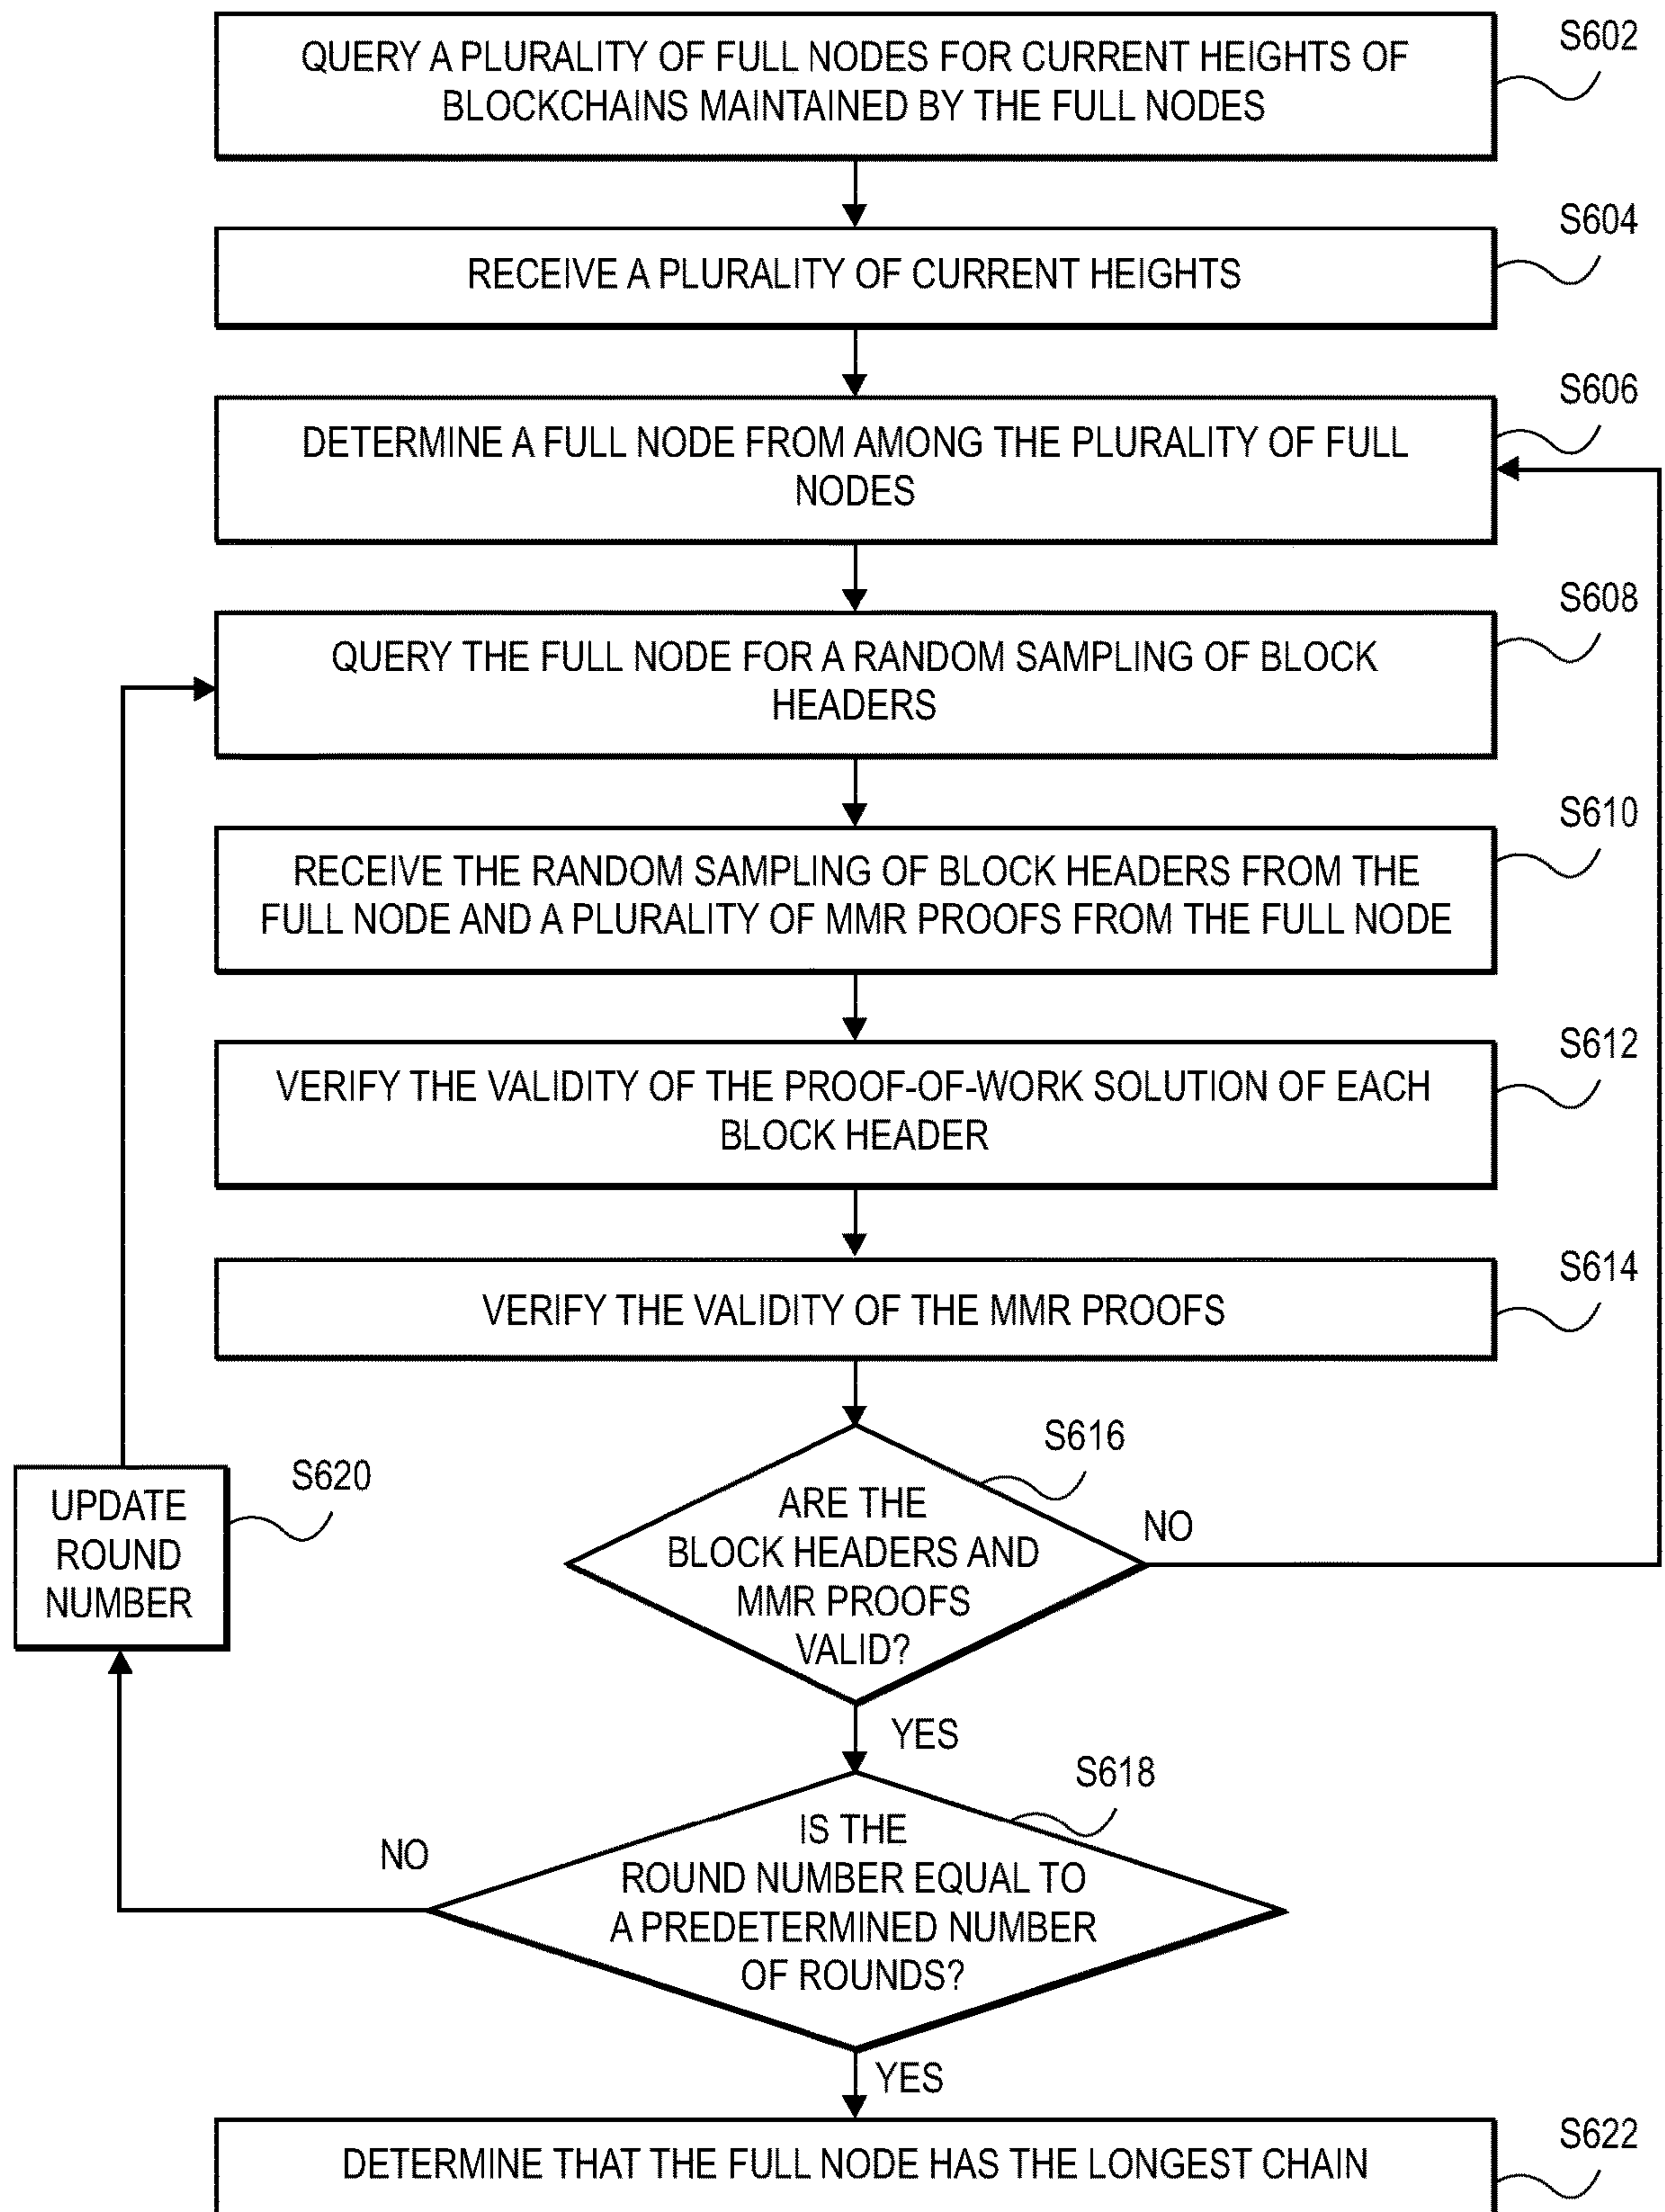 QUERY A PLURALITY OF FULL NODES FOR CURRENT HEIGHTS OF
BLOCKCHAINS MAINTAINED BY THE FULL NODES
S602
RECEIVE A PLURALITY OF CURRENT HEIGHTS
S604
DETERMINE A FULL NODE FROM AMONG THE PLURALITY OF FULL
NODES
S606
QUERY THE FULL NODE FOR A RANDOM SAMPLING OF BLOCK
HEADERS
S608
RECEIVE THE RANDOM SAMPLING OF BLOCK HEADERS FROM THE
FULL NODE AND A PLURALITY OF MMR PROOFS FROM THE FULL NODE
S610
VERIFY THE VALIDITY OF THE PROOF-OF-WORK SOLUTION OF EACH
BLOCK HEADER
S612
VERIFY THE VALIDITY OF THE MMR PROOFS
S614
ARE THE
BLOCK HEADERS AND
MMR PROOFS
VALID?
S616
NO
YES
UPDATE
ROUND
NUMBER
S620
IS THE
ROUND NUMBER EQUAL TO
A PREDETERMINED NUMBER
OF ROUNDS?
S618
NO
YES
DETERMINE THAT THE FULL NODE HAS THE LONGEST CHAIN
S622